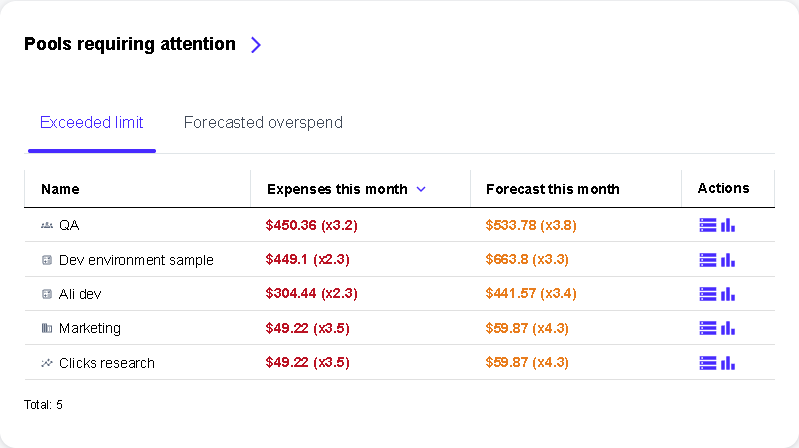 Pools requiring attention
Exceeded limit Forecasted overspend
Name Expenses this month Forecast this month Actions
QA $450.36 (x3.2) $533.78 (x3.8)
Dev environment sample $449.1 (x2.3) $663.8 (x3.3)
Ali dev $304.44 (x2.3) $441.57 (x3.4)
Marketing $49.22 (x3.5) $59.87 (x4.3)
Clicks research $49.22 (x3.5) $59.87 (x4.3)
Total: 5